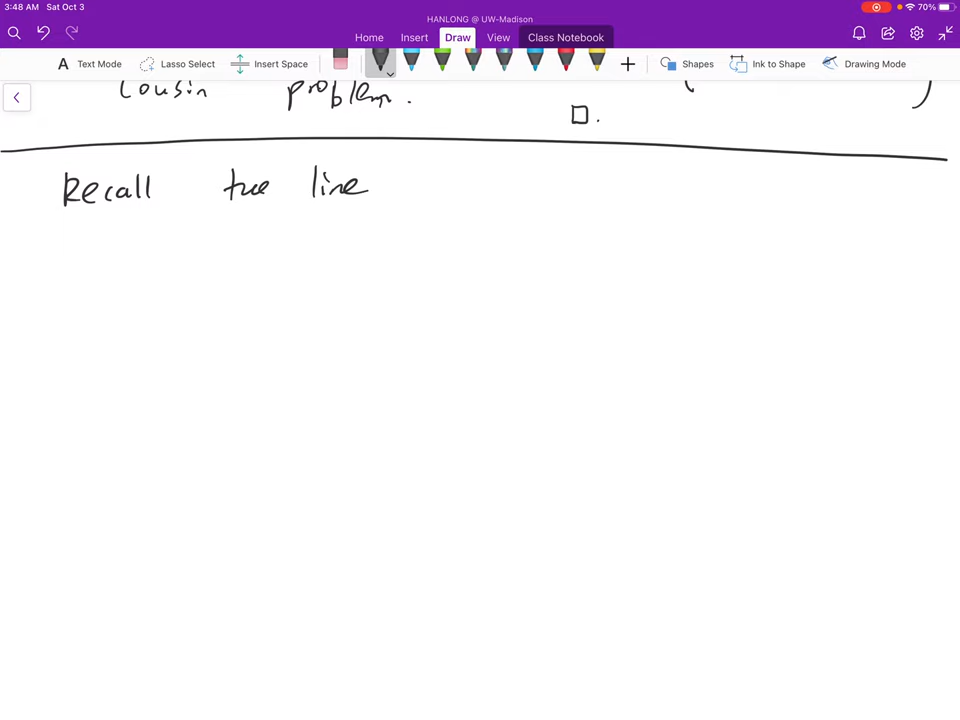 3:48 AM Sat Oct 3
70%
HANLONG @ UW-Madison
Home Insert Draw View Class Notebook
A Text Mode Lasso Select Insert Space Shapes Ink to Shape Drawing Mode
Cousin problem. )
□.
Recall the line